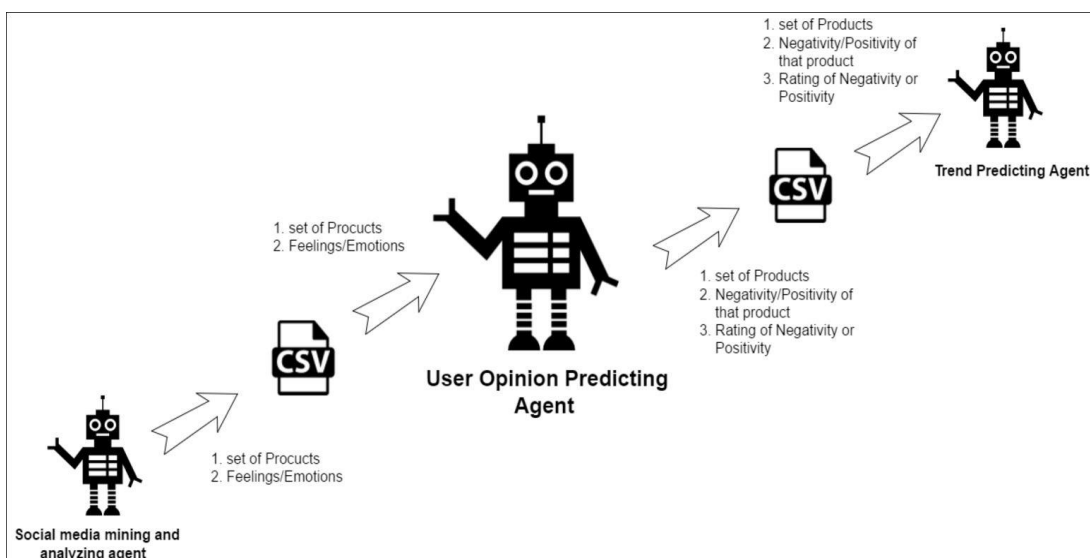 1. set of Products
2. Negativity/Positivity of
that product
3. Rating of Negativity or
Positivity
Trend Predicting Agent
CSV
1. set of Procucts
2. Feelings/Emotions
1. set of Products
2. Negativity/Positivity of
that product
3. Rating of Negativity or
Positivity
User Opinion Predicting
Agent
CSV
1. set of Procucts
2. Feelings/Emotions
Social media mining and
analyzing agent